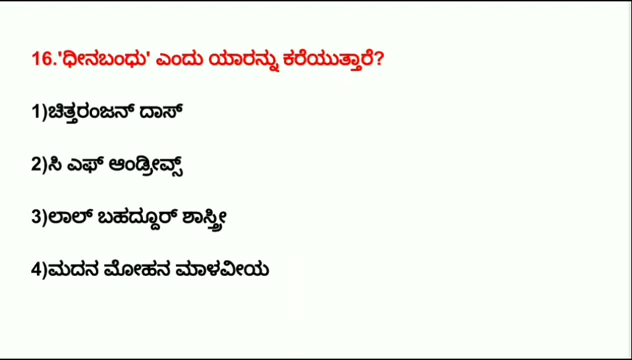 16.'ಧೀನಬಂಧು' ಎಂದು ಯಾರನ್ನು ಕರೆಯುತ್ತಾರೆ?
1)ಚಿತ್ತರಂಜನ್ ದಾಸ್
2)ಸಿ ಎಫ್ ಆಂಡ್ರೀವ್ಸ್
3)ಲಾಲ್ ಬಹದ್ದೂರ್ ಶಾಸ್ತ್ರೀ
4)ಮದನ ಮೋಹನ ಮಾಳವೀಯ